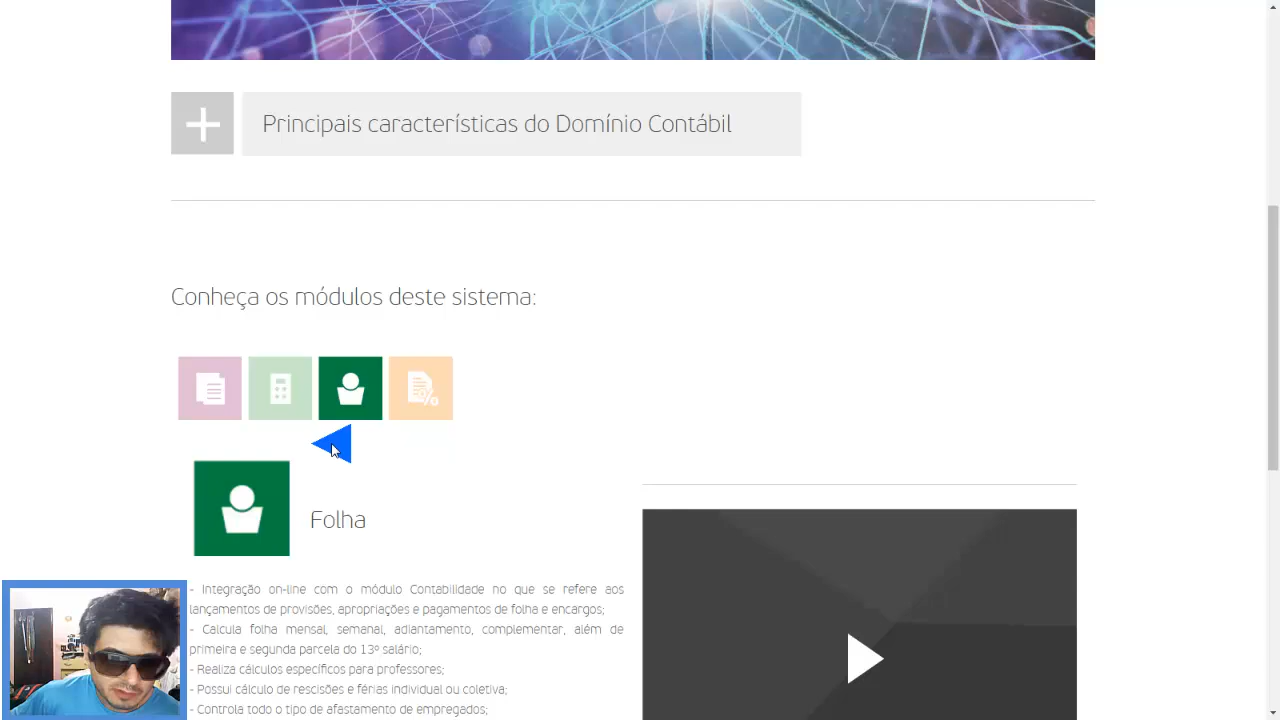 Principais características do Domínio Contábil
Conheça os módulos deste sistema:
Folha
- Integração on-line com o módulo Contabilidade no que se refere aos
lançamentos de provisões, apropriações e pagamentos de folha e encargos;
- Calcula folha mensal, semanal, adiantamento, complementar, além de
primeira e segunda parcela do 13º salário;
- Realiza cálculos específicos para professores;
- Possui cálculo de rescisões e férias individual ou coletiva;
- Controla todo o tipo de afastamento de empregados;